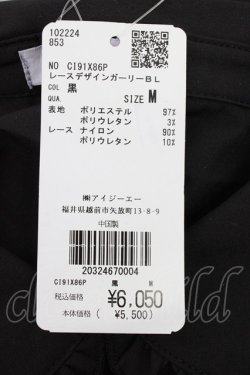 102224
853
NO CI91X86P
レースデザインガーリーBL
COL 黒
QUA. SIZE M
表地 ポリエステル 97%
ポリウレタン 3%
レース ナイロン 90%
ポリウレタン 10%
㈱アイジーエー
福井県越前市矢放町13-8-9
中国製
20324670004
CI91X86P 黒 M
税込価格 ¥6,050
本体価格 (¥5,500)